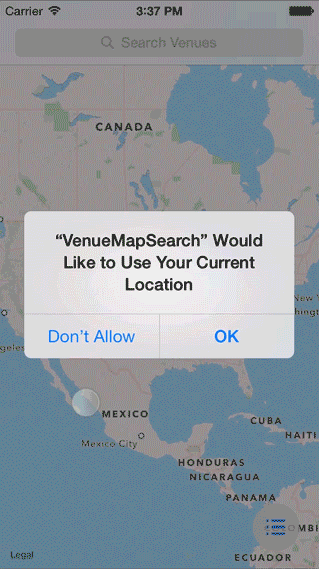 Carrier 3:37 PM
Search Venues
CANADA
“VenueMapSearch” Would
Like to Use Your Current
Location
Don’t Allow OK
MEXICO
Mexico City
CUBA
HAITI
HONDURAS
NICARAGUA
PANAMA
Legal
ECUADOR